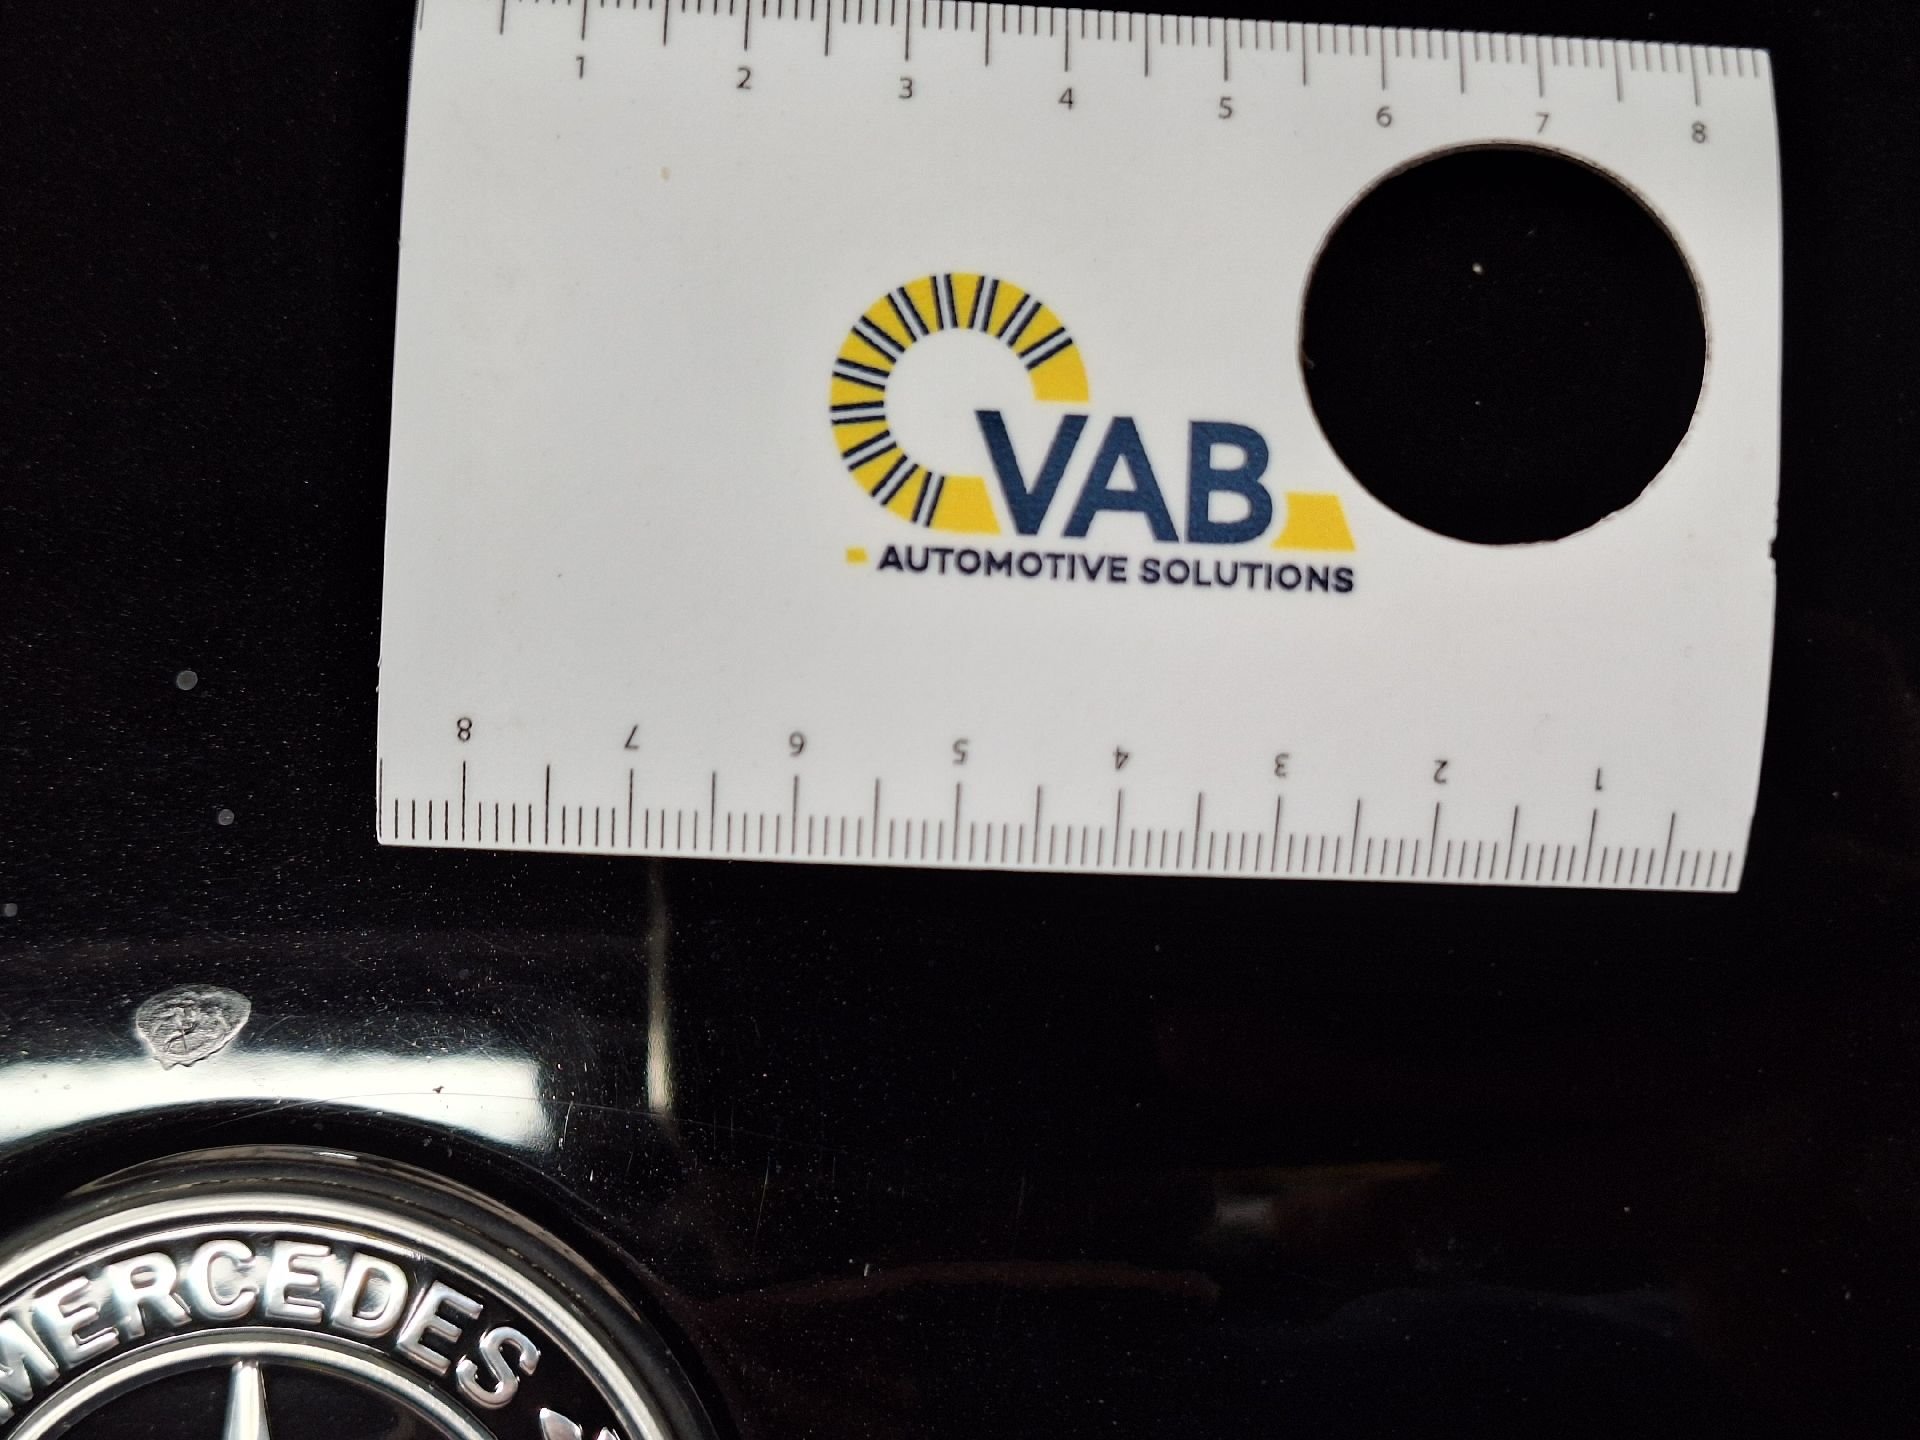 1 2 3 4 5 6 7 8
VAB
AUTOMOTIVE SOLUTIONS
8 7 6 5 4 3 2 1
MERCEDES